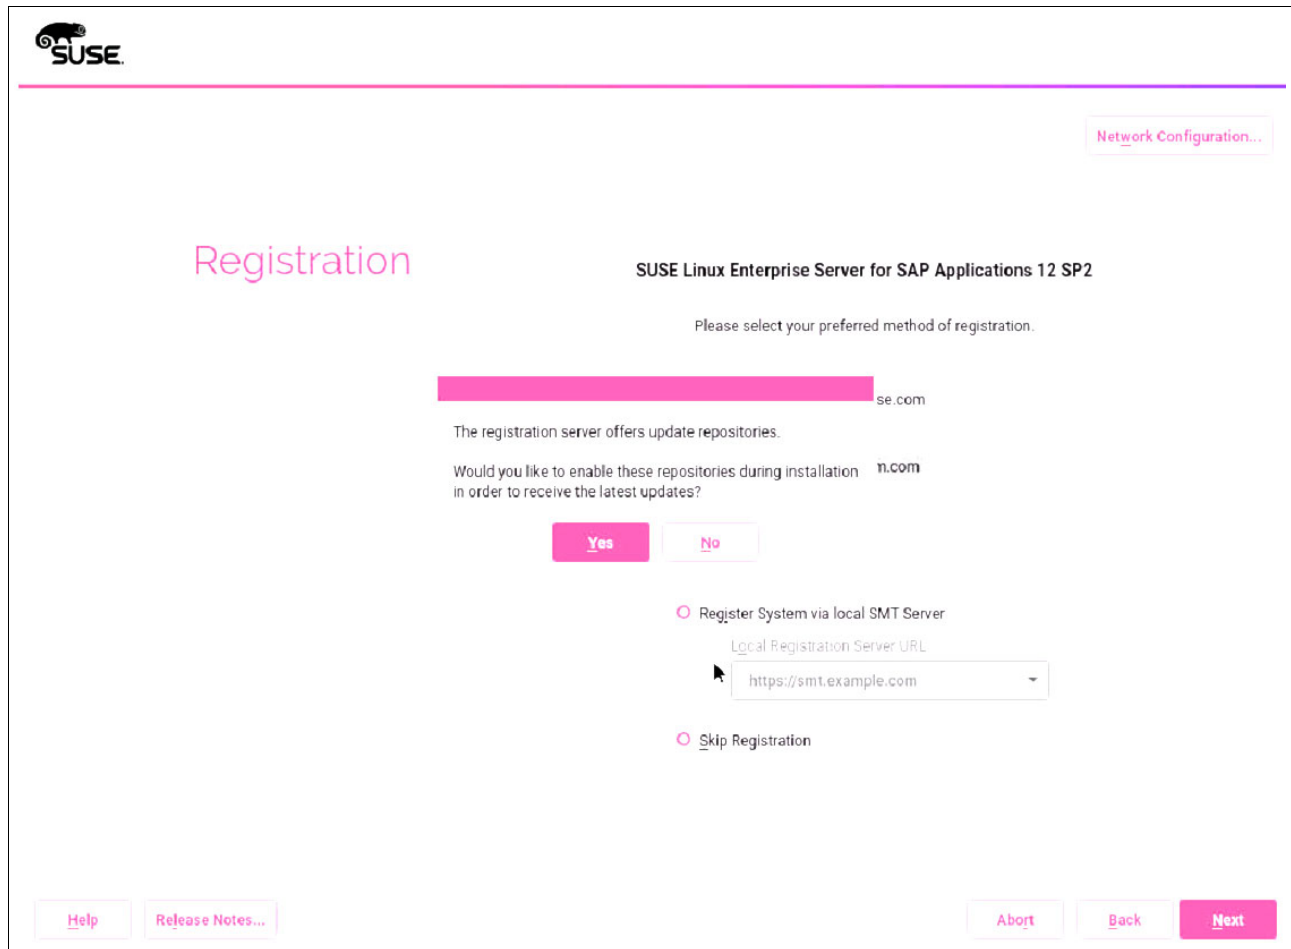 SUSE.
Network Configuration...
Registration
SUSE Linux Enterprise Server for SAP Applications 12 SP2
Please select your preferred method of registration.
se.com
The registration server offers update repositories.
Would you like to enable these repositories during installation
n.com
in order to receive the latest updates?
Yes
No
Register System via local SMT Server
Local Registration Server URL
https://smt.example.com
Skip Registration
Help
Release Notes...
Abort
Back
Next